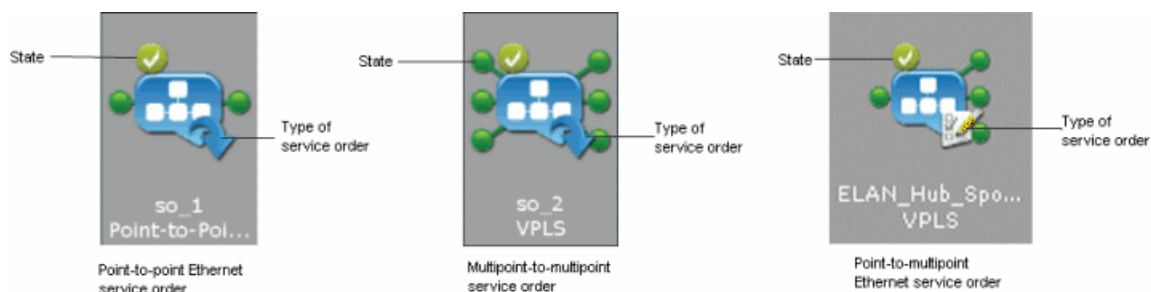 State
Type of
service order
so_1
Point-to-Poi...
Point-to-point Ethernet
service order
State
Type of
service order
so_2
VPLS
Multipoint-to-multipoint
service order
State
Type of
service order
ELAN_Hub_Spo...
VPLS
Point-to-multipoint
Ethernet service order